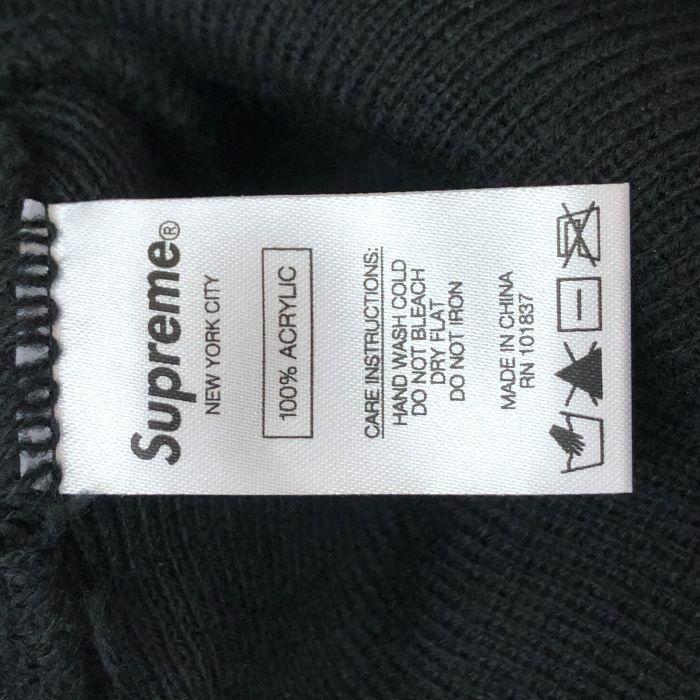 Supreme®
NEW YORK CITY
100% ACRYLIC
CARE INSTRUCTIONS:
HAND WASH COLD
DO NOT BLEACH
DRY FLAT
DO NOT IRON
MADE IN CHINA
RN 101837